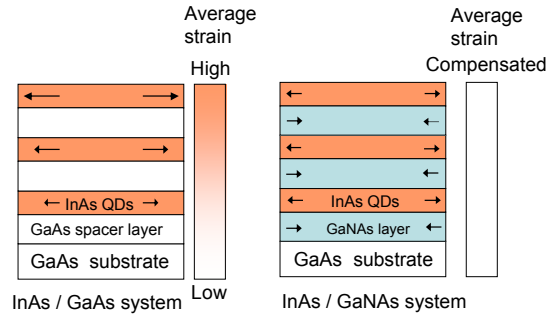 Average
strain
High
InAs QDs
GaAs spacer layer
GaAs substrate
Low
InAs / GaAs system
Average
strain
Compensated
InAs QDs
GaNAs layer
GaAs substrate
InAs / GaNAs system